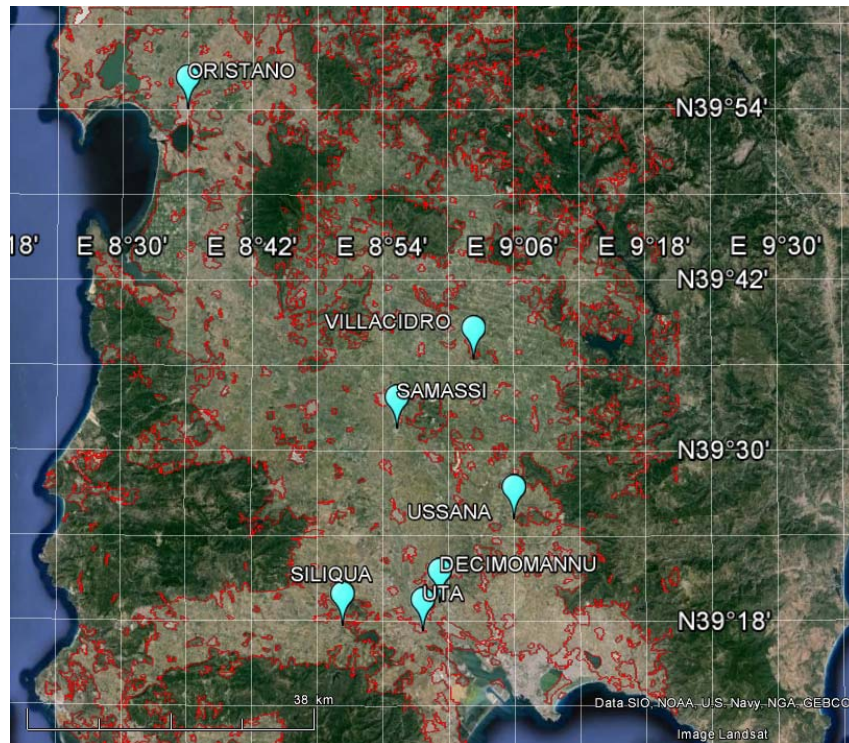 ORISTANO
N39°54'
18'
E 8°30'
E 8°42'
E 8°54'
E 9°06'
E 9°18'
E 9°30'
N39°42'
VILLACIDRO
SAMASSI
N39°30'
USSANA
DECIMOMANNU
SILIQUA
UTA
N39°18'
38 km
Data SIO, NOAA, U.S. Navy, NGA, GEBCO
Image Landsat